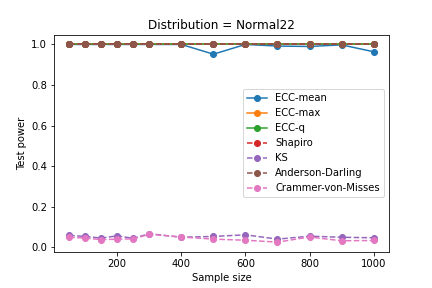 Distribution = Normal22
Test power
1.0
0.8
0.6
0.4
0.2
0.0
ECC-mean
ECC-max
ECC-q
Shapiro
KS
Anderson-Darling
Crammer-von-Misses
200 400 600 800 1000
Sample size